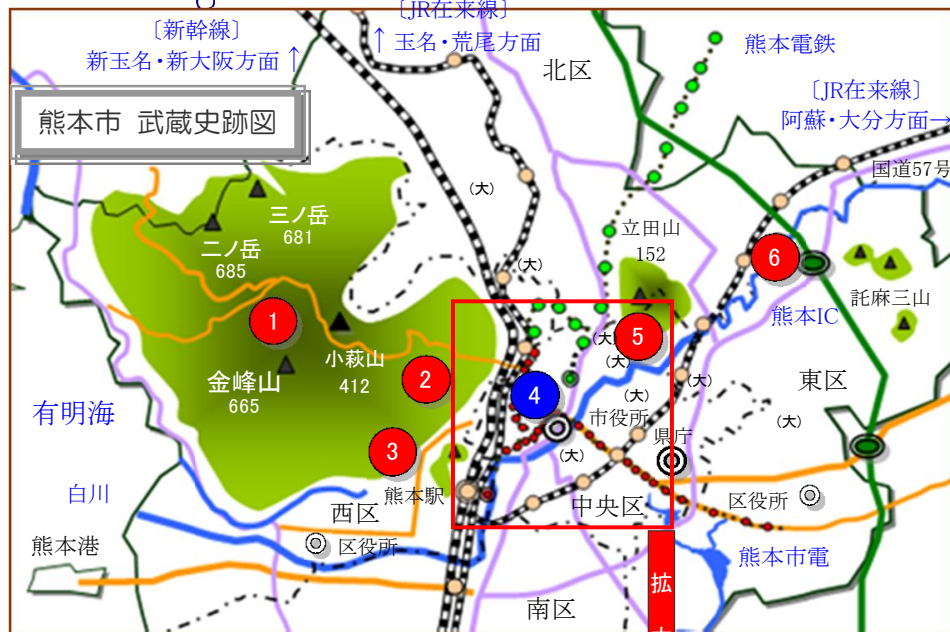 〔新幹線〕
新玉名・新大阪方面↑
〔JR在来線〕
↑ 玉名・荒尾方面
北区
熊本電鉄
〔JR在来線〕
阿蘇・大分方面→
国道57号
熊本市 武蔵史跡図
(大)
三ノ岳
681
二ノ岳
685
立田山
152
(大)
6
託麻三山
熊本IC
1
小萩山
412
金峰山
665
2
5
(大)
(大)
(大)
(大)
4
市役所
東区
(大)
有明海
3
(大)
県庁
白川
熊本駅
西区
中央区
区役所
熊本港
区役所
熊本市電
拡
南区